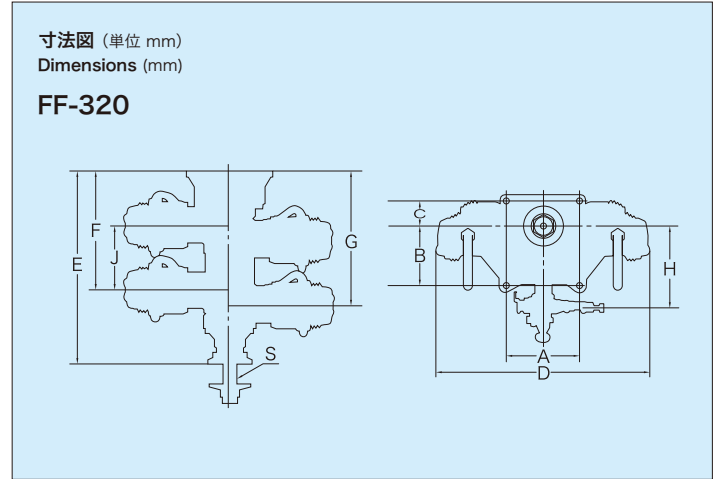 寸法図（単位 mm）
Dimensions (mm)
FF-320
E
F
J
G
S
C
B
H
A
D